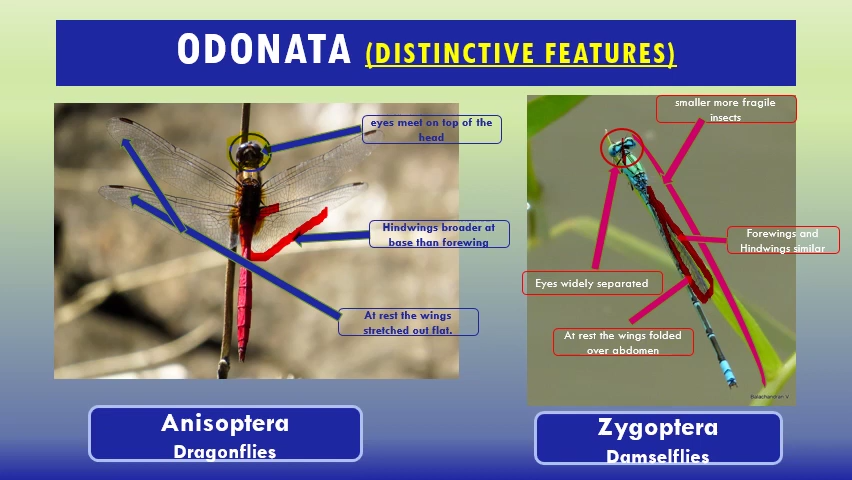 ODONATA (DISTINCTIVE FEATURES)
eyes meet on top of the
head
Hindwings broader at
base than forewing
At rest the wings
stretched out flat.
Anisoptera
Dragonflies
smaller more fragile
insects
Forewings and
Hindwings similar
Eyes widely separated
At rest the wings folded
over abdomen
Balachandran V
Zygoptera
Damselflies